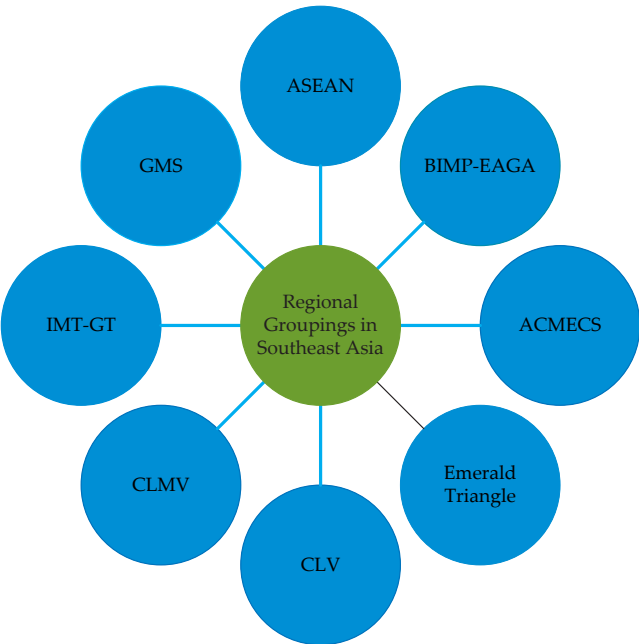 ASEAN
GMS
BIMP-EAGA
IMT-GT
Regional
Groupings in
Southeast Asia
ACMECS
CLMV
Emerald
Triangle
CLV